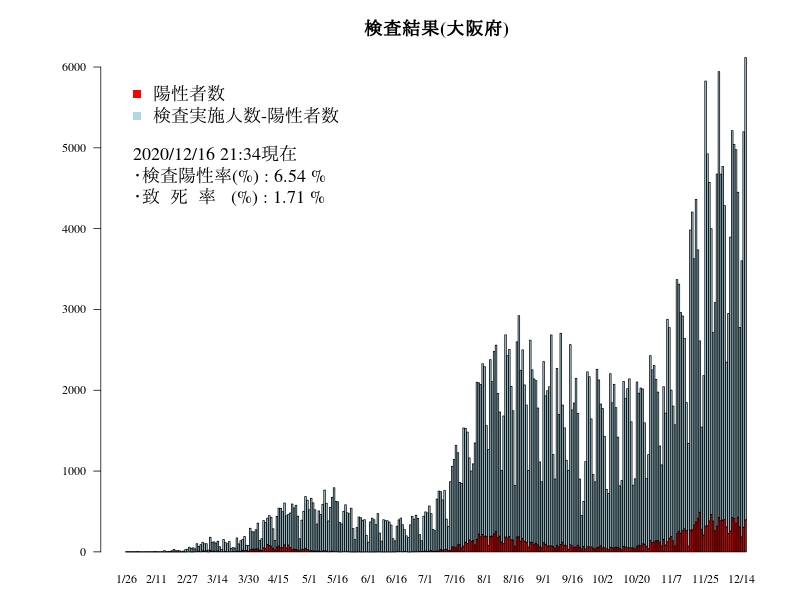 検査結果(大阪府)
陽性者数
検査実施人数-陽性者数
2020/12/16 21:34現在
・検査陽性率(%) : 6.54 %
・致 死 率 (%) : 1.71 %
6000
5000
4000
3000
2000
1000
0
1/26 2/11 2/27 3/14 3/30 4/15 5/1 5/16 6/1 6/16 7/1 7/16 8/1 8/16 9/1 9/16 10/2 10/20 11/7 11/25 12/14